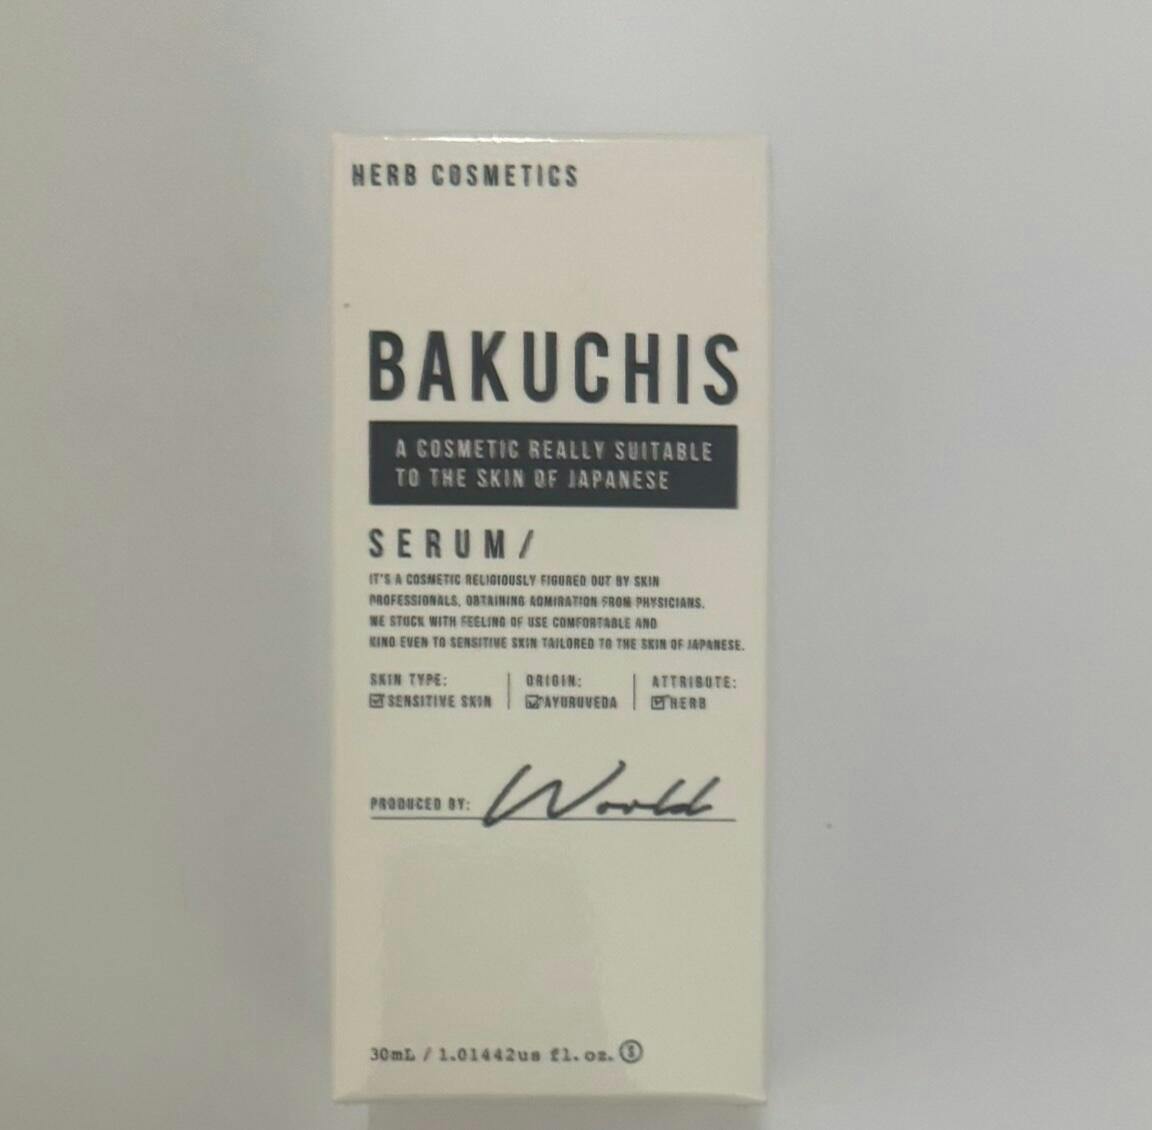 HERB COSMETICS
BAKUCHIS
A COSMETIC REALLY SUITABLE
TO THE SKIN OF JAPANESE
SERUM/
IT'S A COSMETIC RELIGIOUSLY FIGURED OUT BY SKIN
PROFESSIONALS, OBTAINING ADMIRATION FROM PHYSICIANS.
WE STUCK WITH FEELING OF USE COMFORTABLE AND
KIND EVEN TO SENSITIVE SKIN TAILORED TO THE SKIN OF JAPANESE.
SKIN TYPE: ORIGIN: ATTRIBUTE:
☑SENSITIVE SKIN ☑AYURUVEDA ☑HERB
PRODUCED BY: World
30mL / 1.01442us fl. oz. Ⓢ